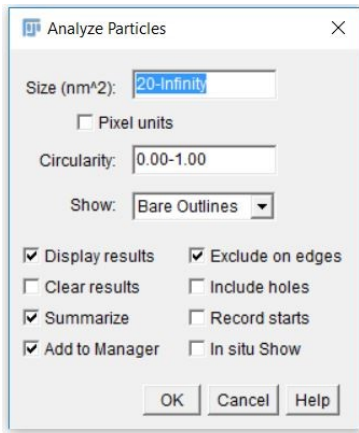 Analyze Particles
Size (nm^2): 20-Infinity
Pixel units
Circularity: 0.00-1.00
Show: Bare Outlines
Display results Exclude on edges
Clear results Include holes
Summarize Record starts
Add to Manager In situ Show
OK Cancel Help